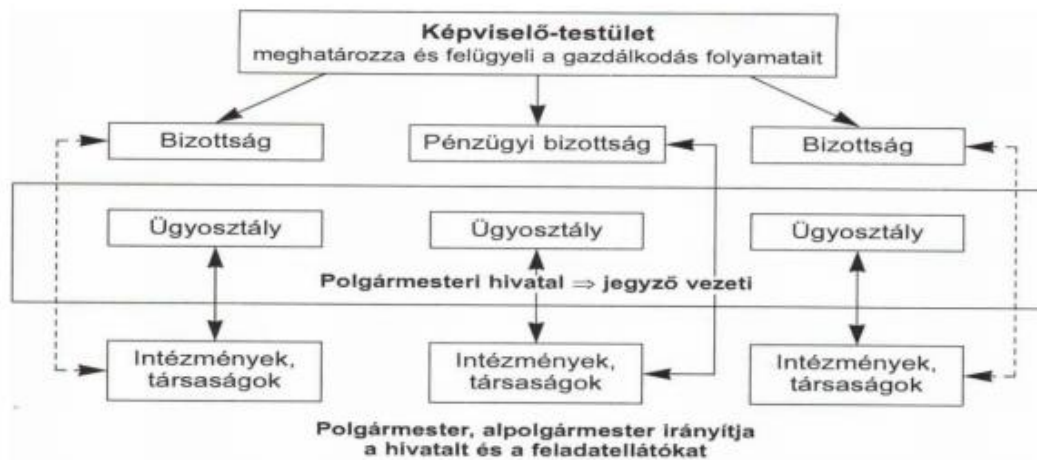 Képviselő-testület
meghatározza és felügyeli a gazdálkodás folyamatait
Bizottság
Pénzügyi bizottság
Bizottság
Ügyosztály
Ügyosztály
Ügyosztály
Polgármesteri hivatal ⇒ jegyző vezeti
Intézmények,
társaságok
Intézmények,
társaságok
Intézmények,
társaságok
Polgármester, alpolgármester irányítja
a hivatalt és a feladatellátókat